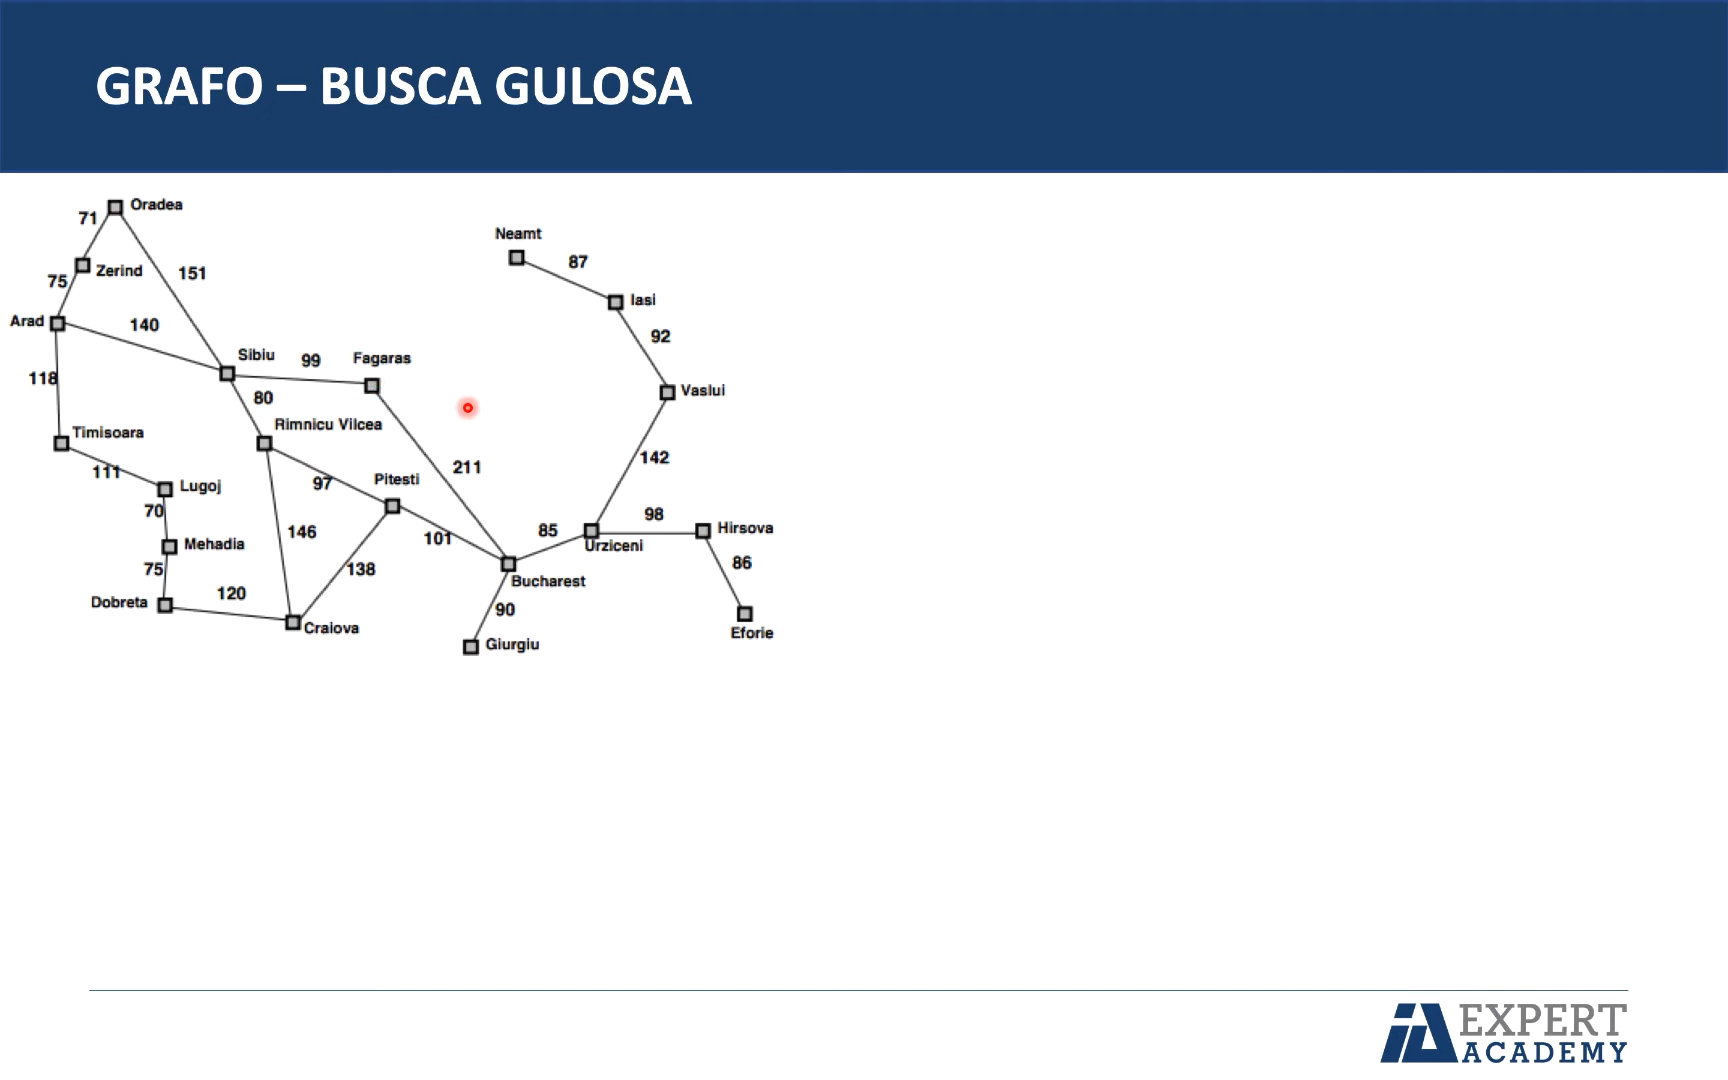 GRAFO – BUSCA GULOSA
Oradea
71
Neamt
87
Zerind
151
75
Iasi
Arad
140
92
Sibiu
99
Fagaras
118
80
Vaslui
Rimnicu Vilcea
Timisoara
142
211
111
Pitesti
Lugoj
97
70
98
Hirsova
146
85
101
Urziceni
Mehadia
86
75
138
Bucharest
120
Dobreta
90
Craiova
Eforie
Giurgiu
IA EXPERT
ACADEMY